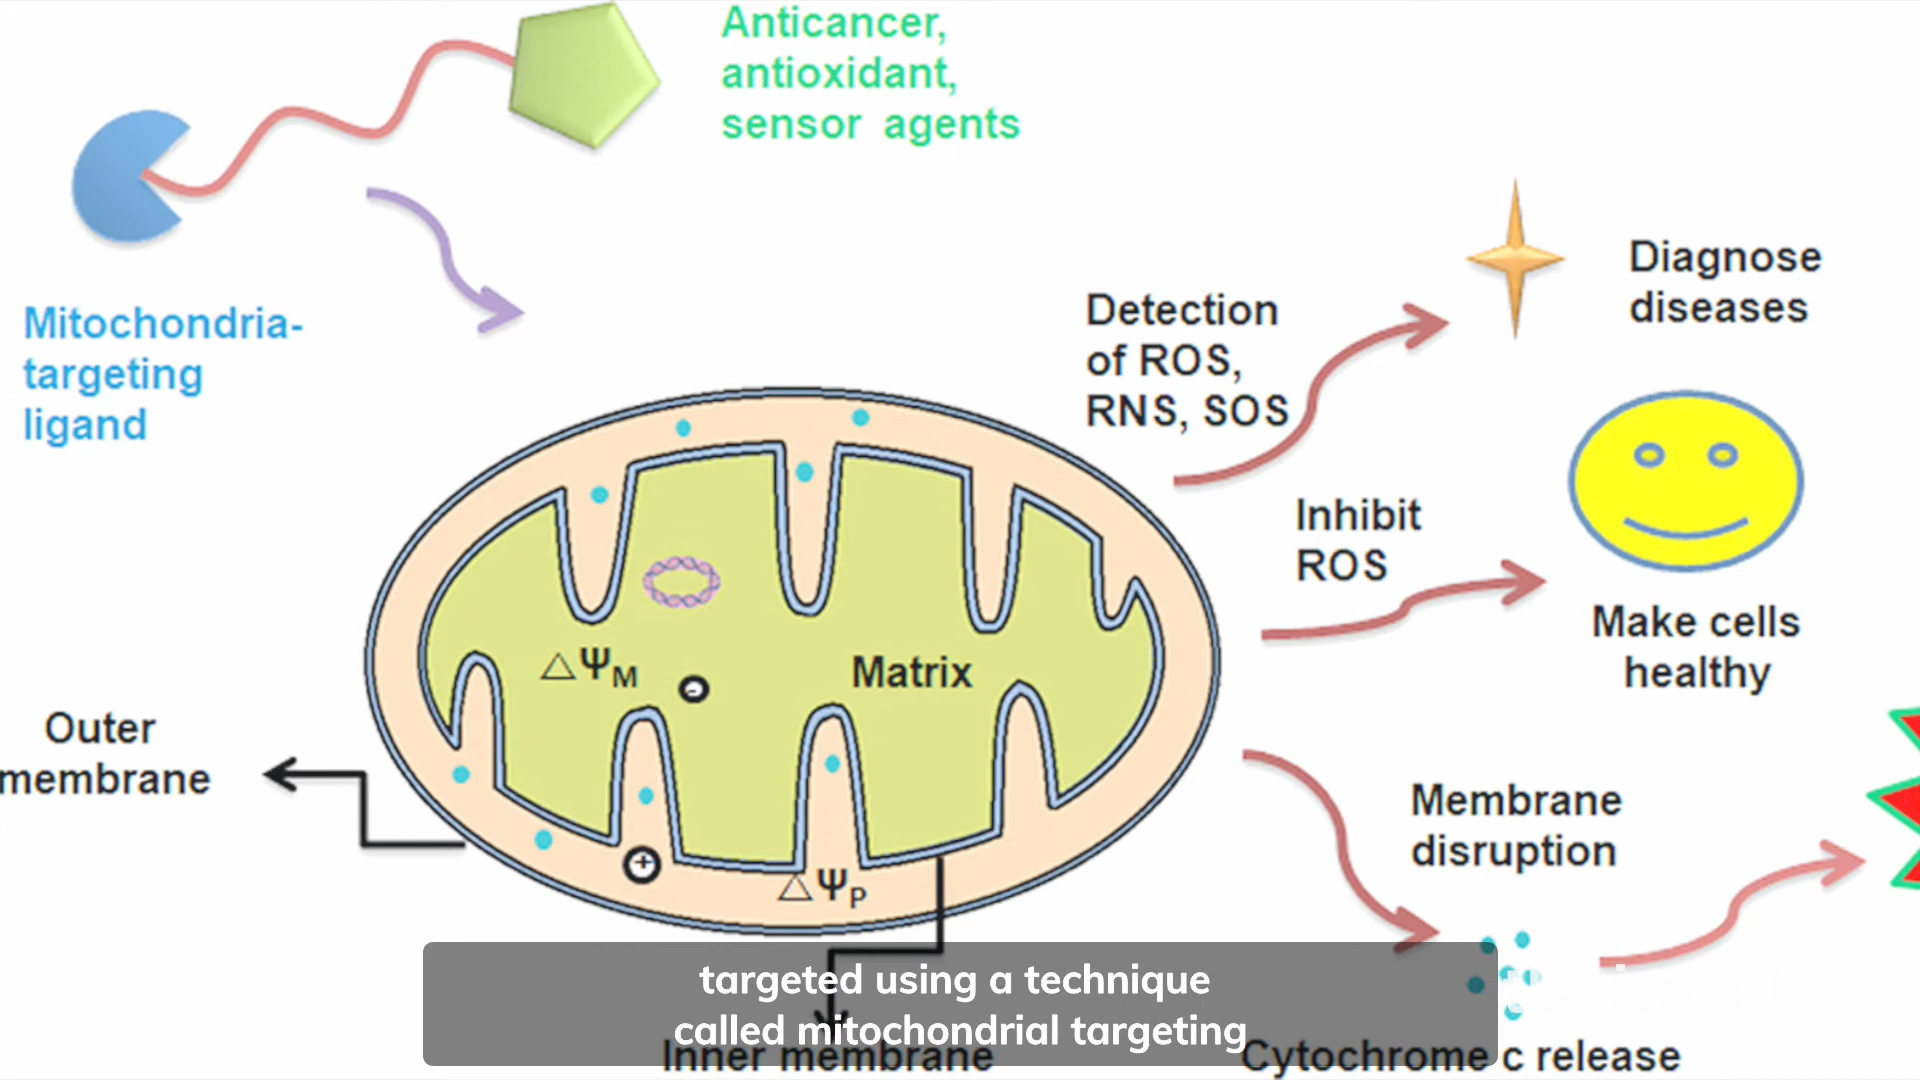 Anticancer,
antioxidant,
sensor agents
Mitochondria-
targeting
ligand
Detection
of ROS,
RNS, SOS
Diagnose
diseases
Inhibit
ROS
Make cells
healthy
△ΨM
-
Matrix
Outer
membrane
+
△ΨP
Membrane
disruption
targeted using a technique
called mitochondrial targeting
Inner membrane
Cytochrome c release